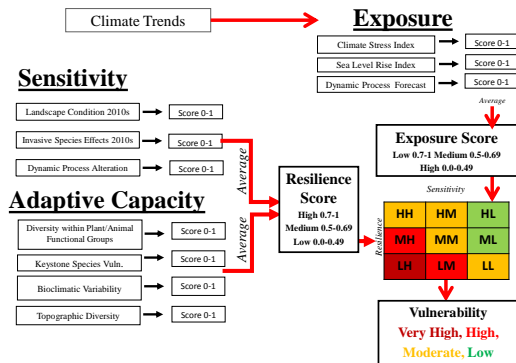 Climate Trends
Exposure
Climate Stress Index
Score 0-1
Sea Level Rise Index
Score 0-1
Dynamic Process Forecast
Score 0-1
Average
Exposure Score
Low 0.7-1 Medium 0.5-0.69
High 0.0-0.49
Sensitivity
Landscape Condition 2010s
Score 0-1
Invasive Species Effects 2010s
Score 0-1
Dynamic Process Alteration
Score 0-1
Average
Adaptive Capacity
Diversity within Plant/Animal
Functional Groups
Score 0-1
Keystone Species Vuln.
Score 0-1
Bioclimatic Variability
Score 0-1
Topographic Diversity
Score 0-1
Average
Resilience
Score
High 0.7-1
Medium 0.5-0.69
Low 0.0-0.49
Sensitivity
Resilience
HH HM HL
MH MM ML
LH LM LL
Vulnerability
Very High, High,
Moderate, Low